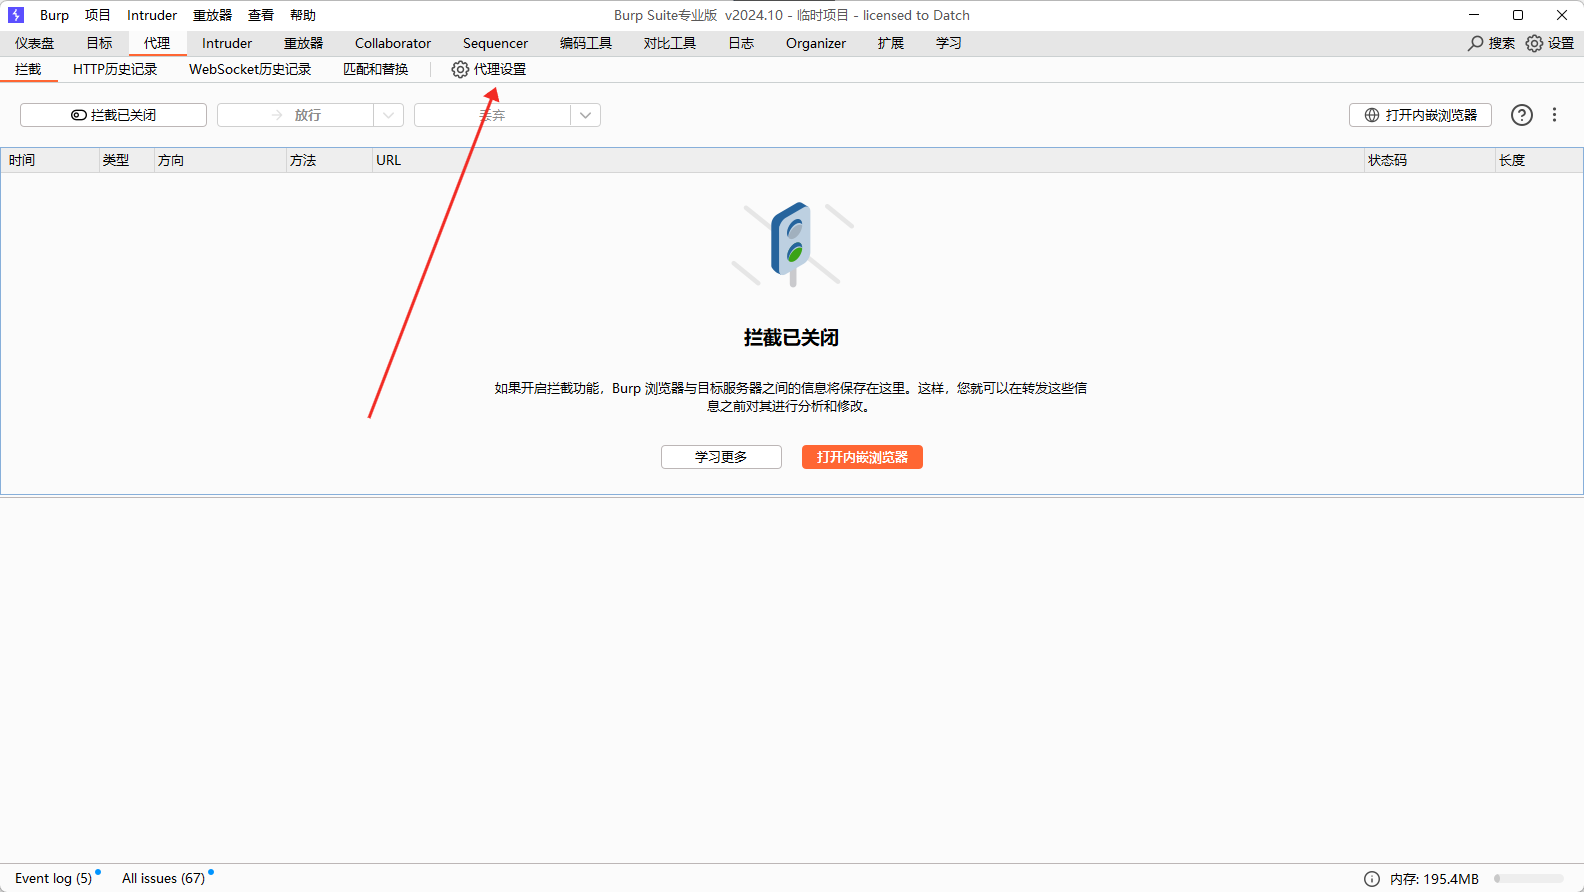 Burp 项目 Intruder 重放器 查看 帮助 Burp Suite专业版 v2024.10 - 临时项目 - licensed to Datch
仪表盘 目标 代理 Intruder 重放器 Collaborator Sequencer 编码工具 对比工具 日志 Organizer 扩展 学习 搜索 设置
拦截 HTTP历史记录 WebSocket历史记录 匹配和替换 代理设置
拦截已关闭 放行 丢弃 打开内嵌浏览器
时间 类型 方向 方法 URL 状态码 长度
拦截已关闭
如果开启拦截功能，Burp 浏览器与目标服务器之间的信息将保存在这里。这样，您就可以在转发这些信
息之前对其进行分析和修改。
学习更多 打开内嵌浏览器
Event log (5) All issues (67) 内存: 195.4MB